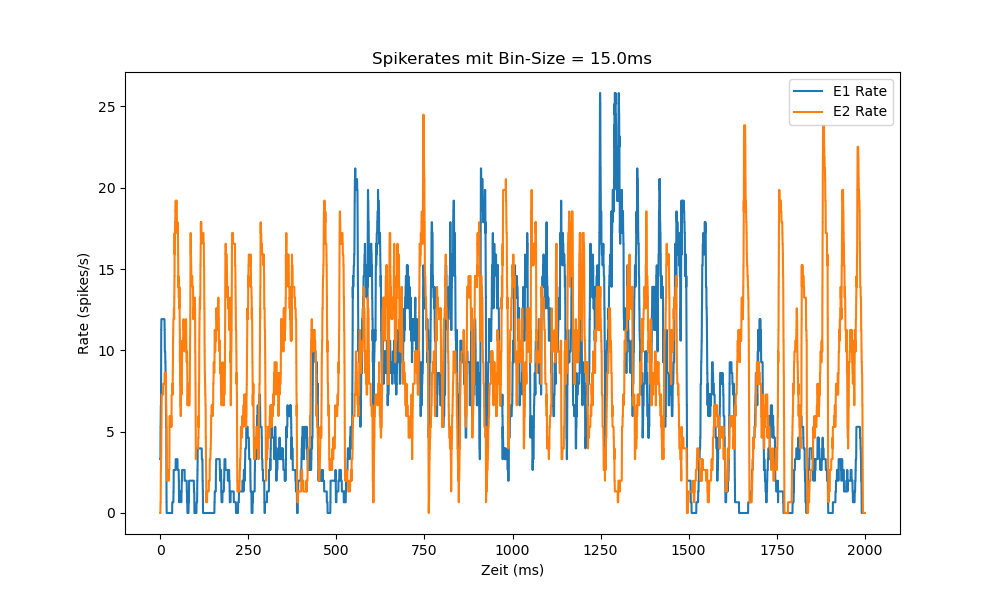 Spikerates mit Bin-Size = 15.0ms
E1 Rate
E2 Rate
Rate (spikes/s)
25
20
15
10
5
0
0 250 500 750 1000 1250 1500 1750 2000
Zeit (ms)